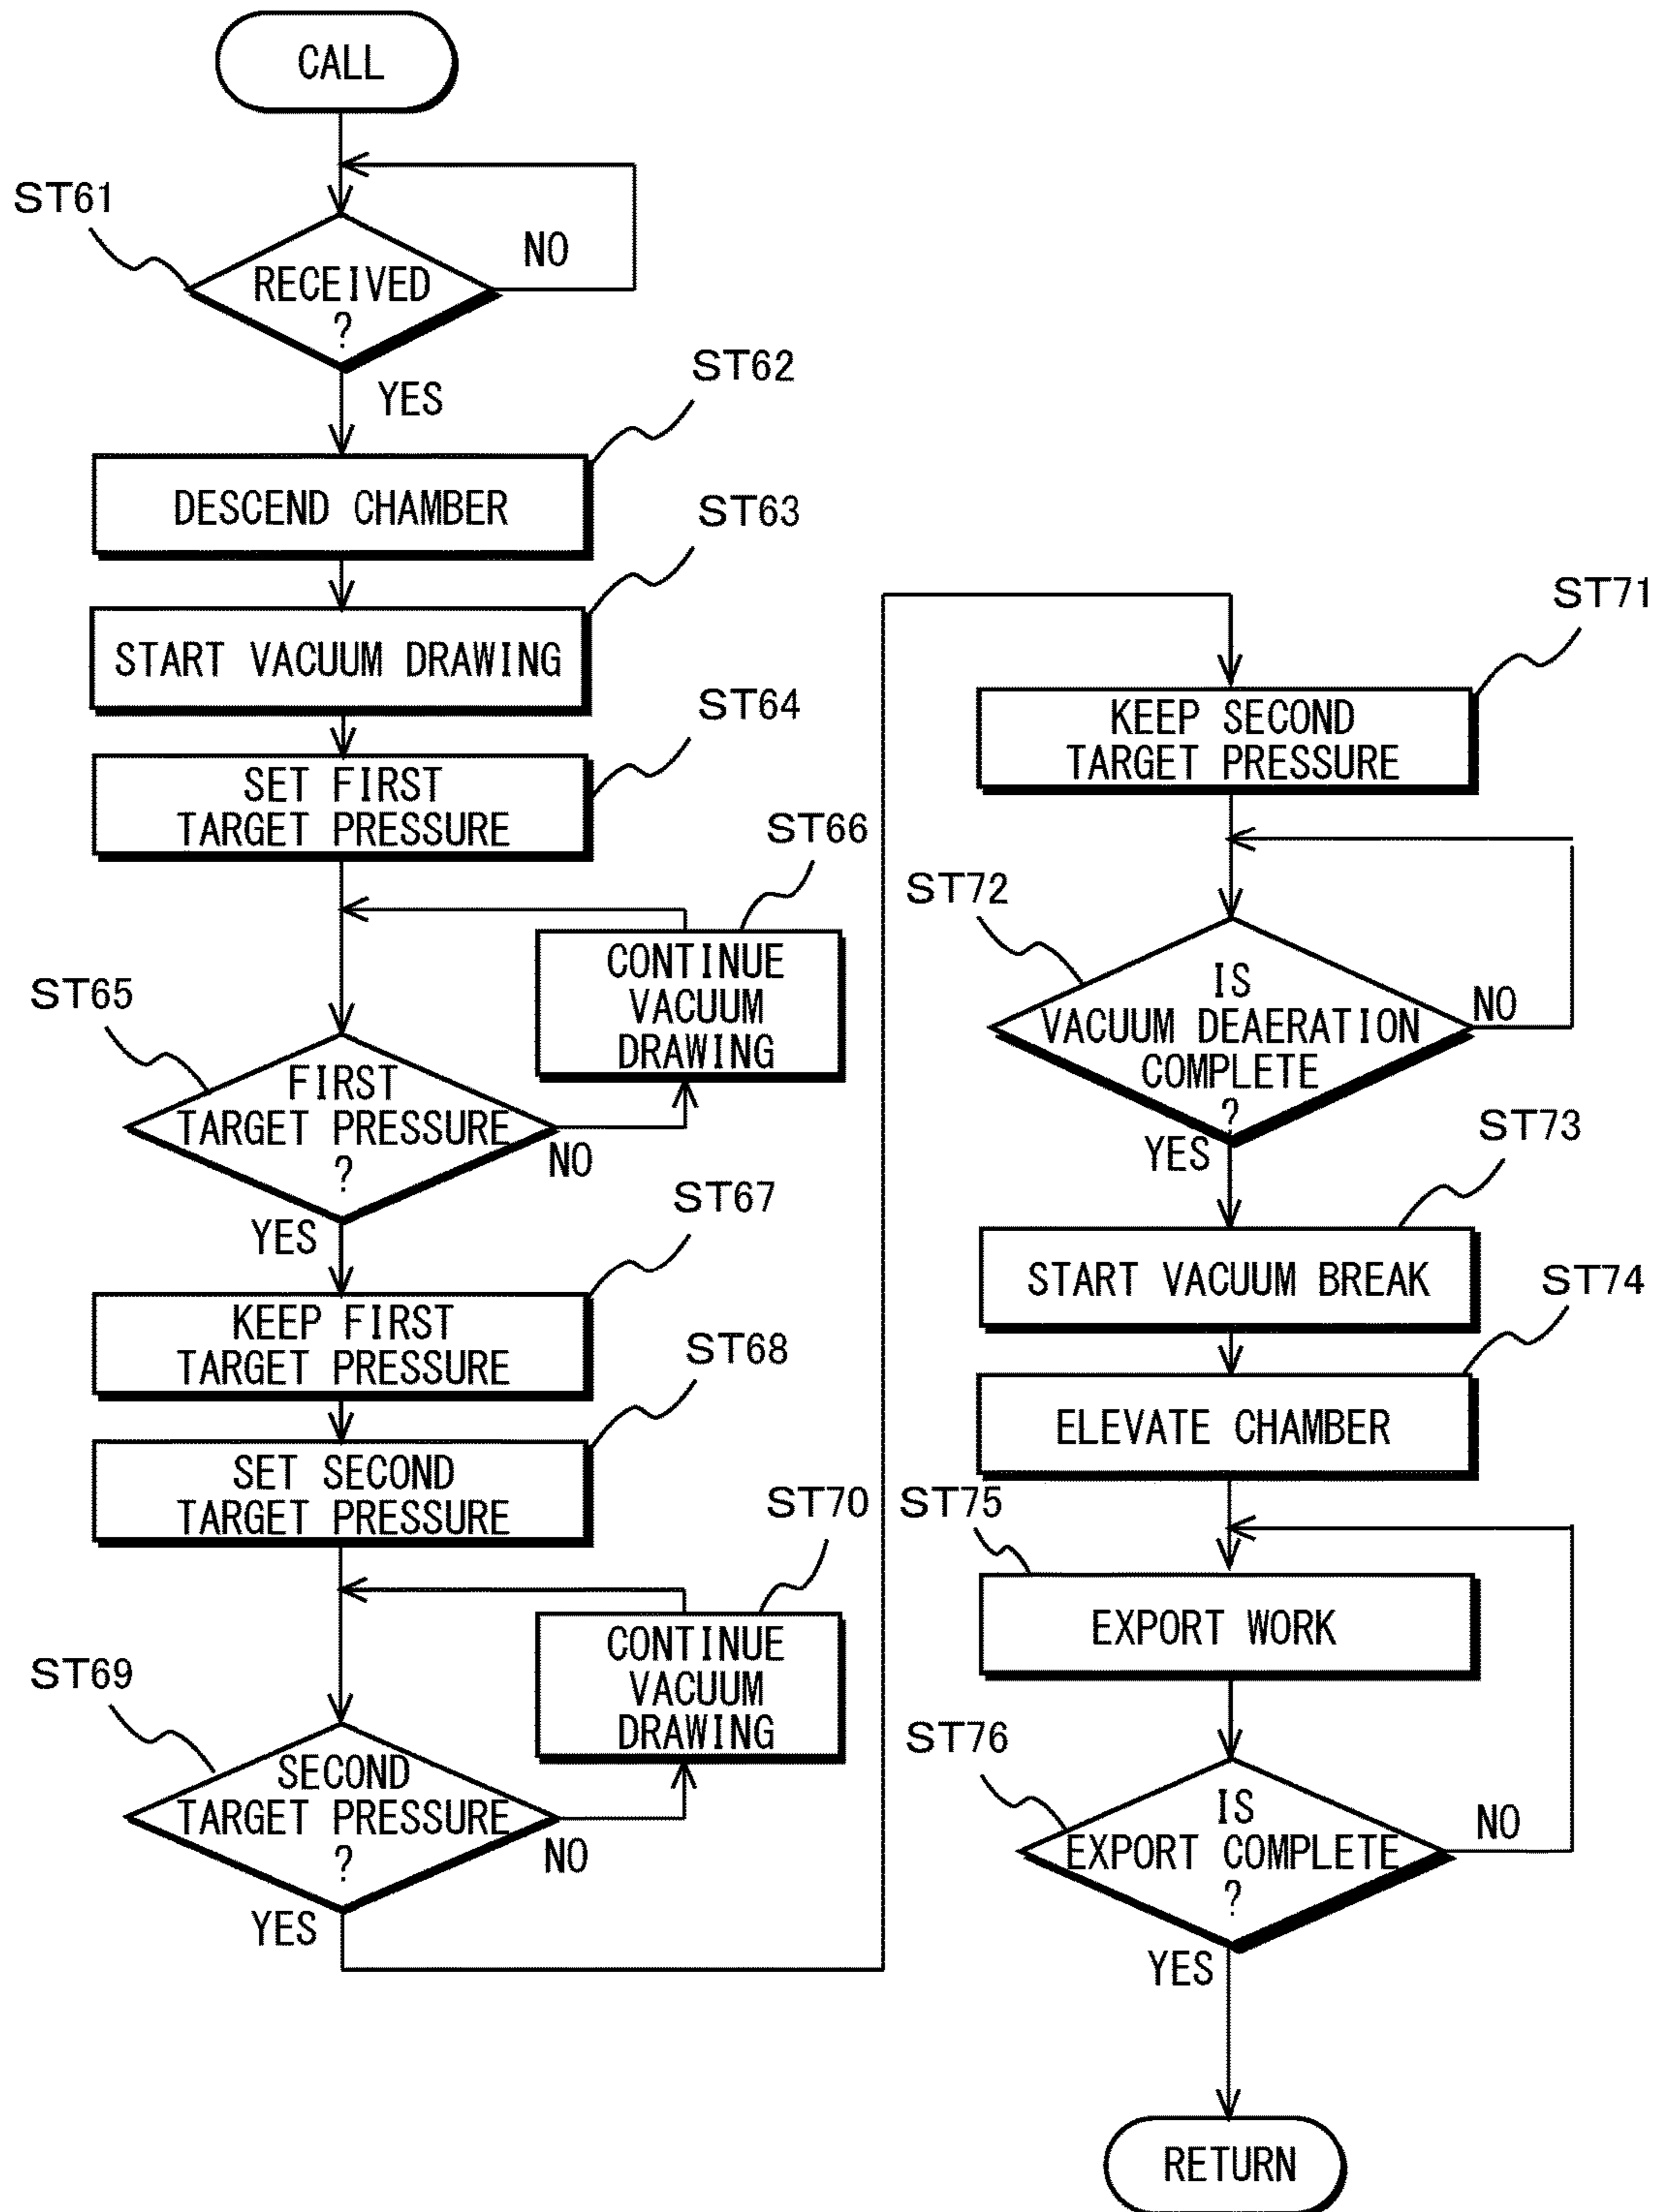 CALL
ST61
RECEIVED
?
NO
YES
ST62
DESCEND CHAMBER
ST63
START VACUUM DRAWING
ST64
SET FIRST
TARGET PRESSURE
ST66
CONTINUE
VACUUM
DRAWING
ST65
FIRST
TARGET PRESSURE
?
NO
YES
ST67
KEEP FIRST
TARGET PRESSURE
ST68
SET SECOND
TARGET PRESSURE
ST70
CONTINUE
VACUUM
DRAWING
ST69
SECOND
TARGET PRESSURE
?
NO
YES
ST71
KEEP SECOND
TARGET PRESSURE
ST72
IS
VACUUM DEAERATION
COMPLETE
?
NO
YES
ST73
START VACUUM BREAK
ST74
ELEVATE CHAMBER
ST75
EXPORT WORK
ST76
IS
EXPORT COMPLETE
?
NO
YES
RETURN